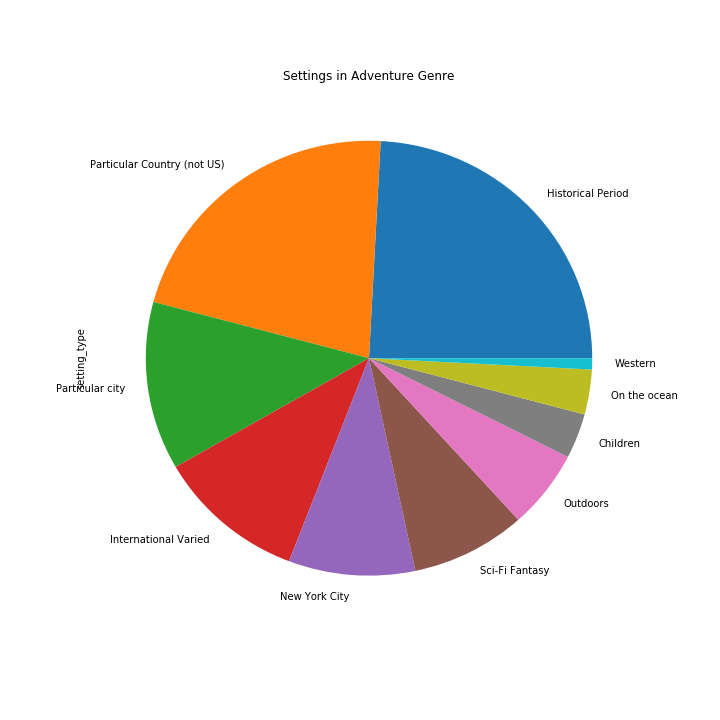 Settings in Adventure Genre
Particular Country (not US)
Historical Period
setting_type
Particular city
Western
On the ocean
Children
Outdoors
International Varied
Sci-Fi Fantasy
New York City